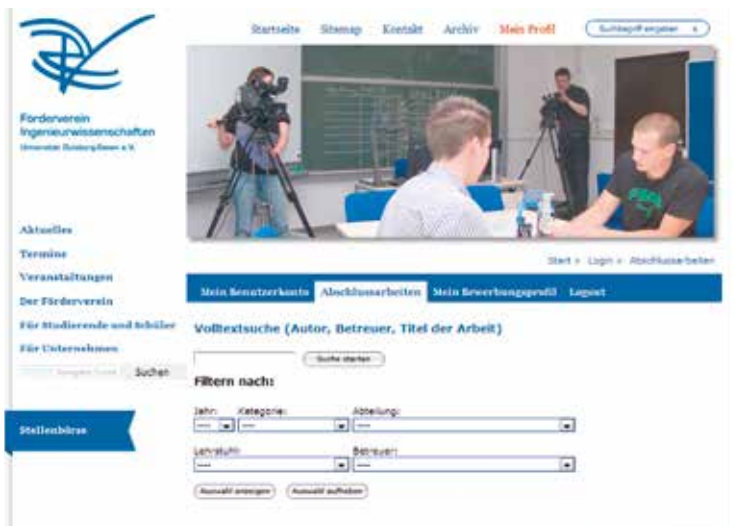 Startseite Sitemap Kontakt Archiv Mein Profil Suchbegriff eingeben
Förderverein
Ingenieurwissenschaften
Universität Duisburg-Essen e.V.
Aktuelles
Termine
Veranstaltungen
Der Förderverein
Für Studierende und Schüler
Für Unternehmen
Suchen
Stellenbörse
Start » Login » Abschlussarbeiten
Mein Benutzerkonto Abschlussarbeiten Mein Bewerbungsprofil Logout
Volltextsuche (Autor, Betreuer, Titel der Arbeit)
Suche starten
Filtern nach:
Jahr: Kategorie: Abteilung:
---- ---- ----
Lehrstuhl: Betreuer:
---- ----
Auswahl anzeigen Auswahl aufheben